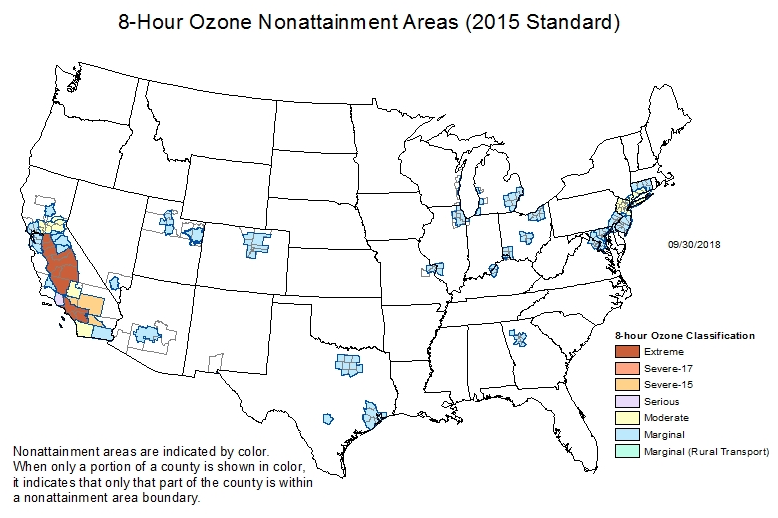 8-Hour Ozone Nonattainment Areas (2015 Standard)
09/30/2018
8-hour Ozone Classification
Extreme
Severe-17
Severe-15
Serious
Moderate
Marginal
Marginal (Rural Transport)
Nonattainment areas are indicated by color.
When only a portion of a county is shown in color,
it indicates that only that part of the county is within
a nonattainment area boundary.